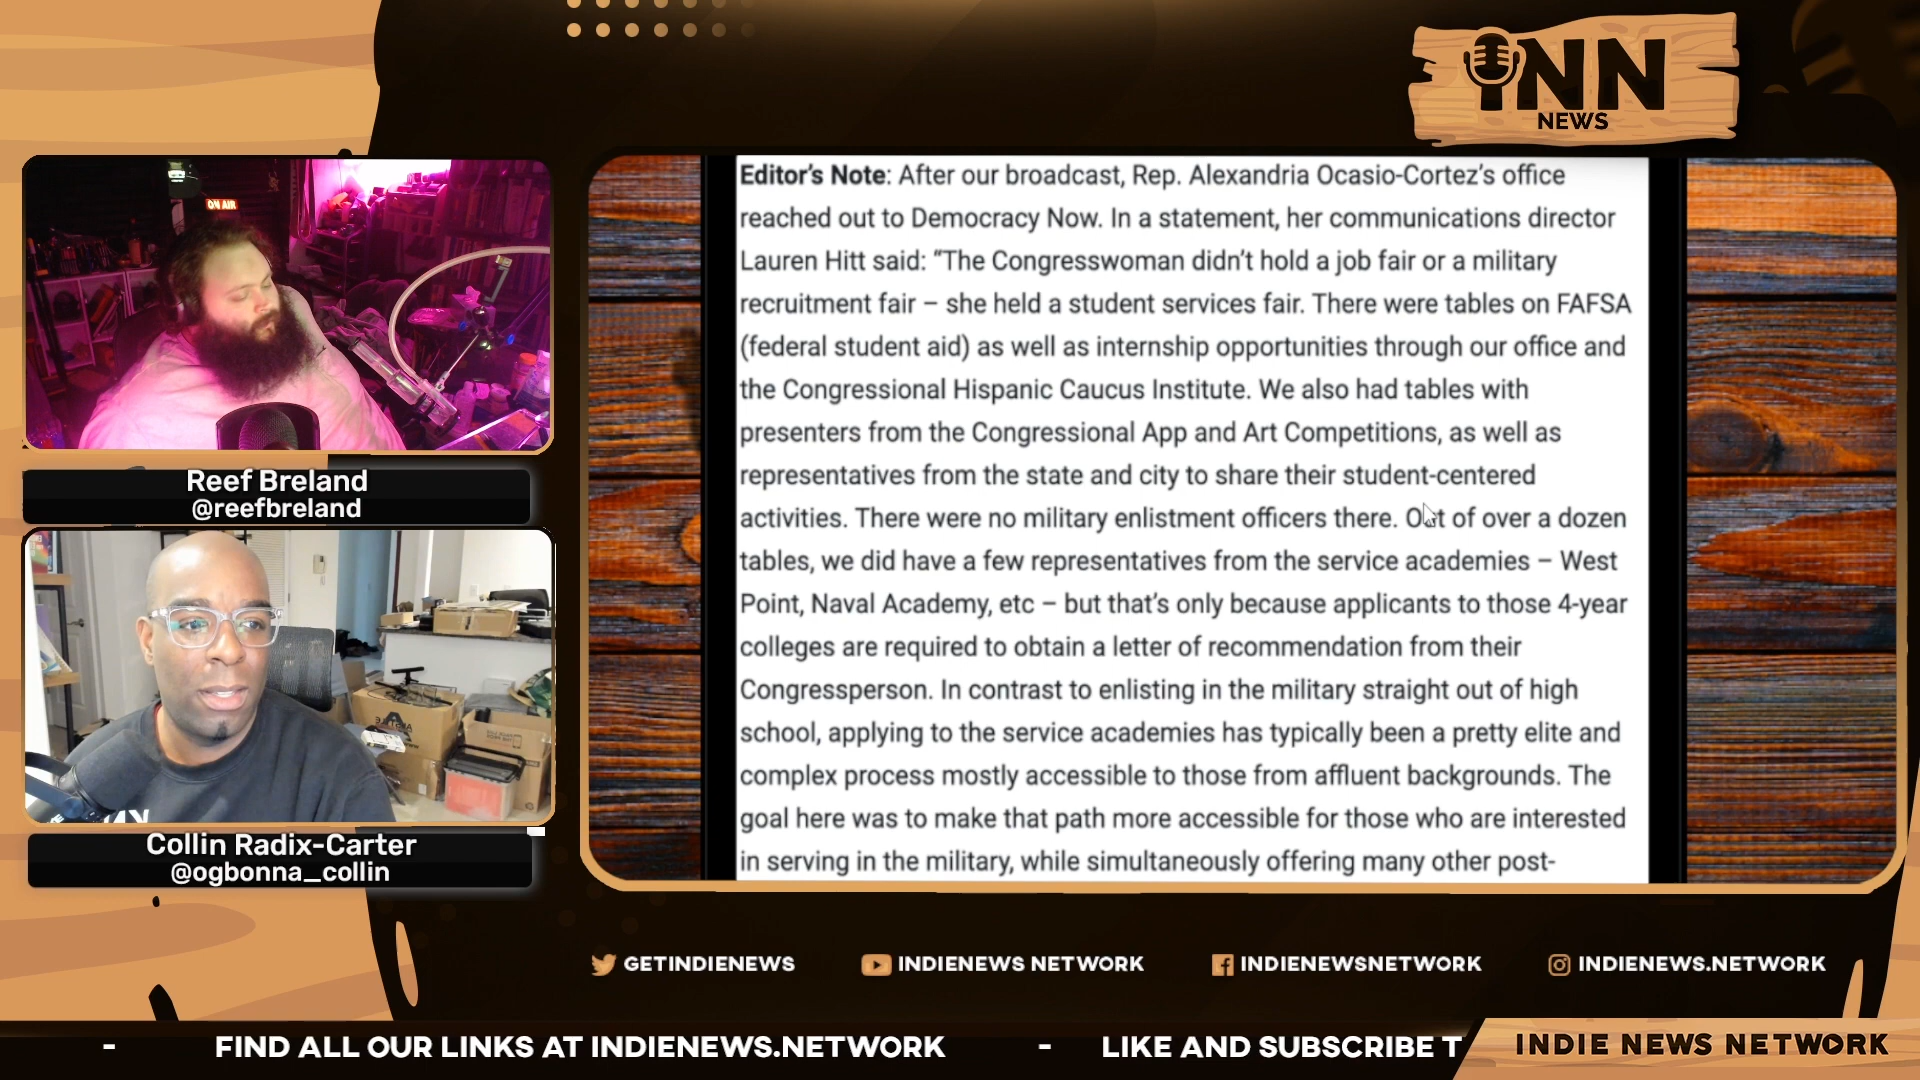 iNN
NEWS
ON AIR
Reef Breland
@reefbreland
Collin Radix-Carter
@ogbonna_collin
Editor’s Note: After our broadcast, Rep. Alexandria Ocasio-Cortez’s office
reached out to Democracy Now. In a statement, her communications director
Lauren Hitt said: “The Congresswoman didn’t hold a job fair or a military
recruitment fair – she held a student services fair. There were tables on FAFSA
(federal student aid) as well as internship opportunities through our office and
the Congressional Hispanic Caucus Institute. We also had tables with
presenters from the Congressional App and Art Competitions, as well as
representatives from the state and city to share their student-centered
activities. There were no military enlistment officers there. Out of over a dozen
tables, we did have a few representatives from the service academies – West
Point, Naval Academy, etc – but that’s only because applicants to those 4-year
colleges are required to obtain a letter of recommendation from their
Congressperson. In contrast to enlisting in the military straight out of high
school, applying to the service academies has typically been a pretty elite and
complex process mostly accessible to those from affluent backgrounds. The
goal here was to make that path more accessible for those who are interested
in serving in the military, while simultaneously offering many other post-
GETINDIENEWS
INDIENEWS NETWORK
INDIENEWSNETWORK
INDIENEWS.NETWORK
- FIND ALL OUR LINKS AT INDIENEWS.NETWORK - LIKE AND SUBSCRIBE T
INDIE NEWS NETWORK